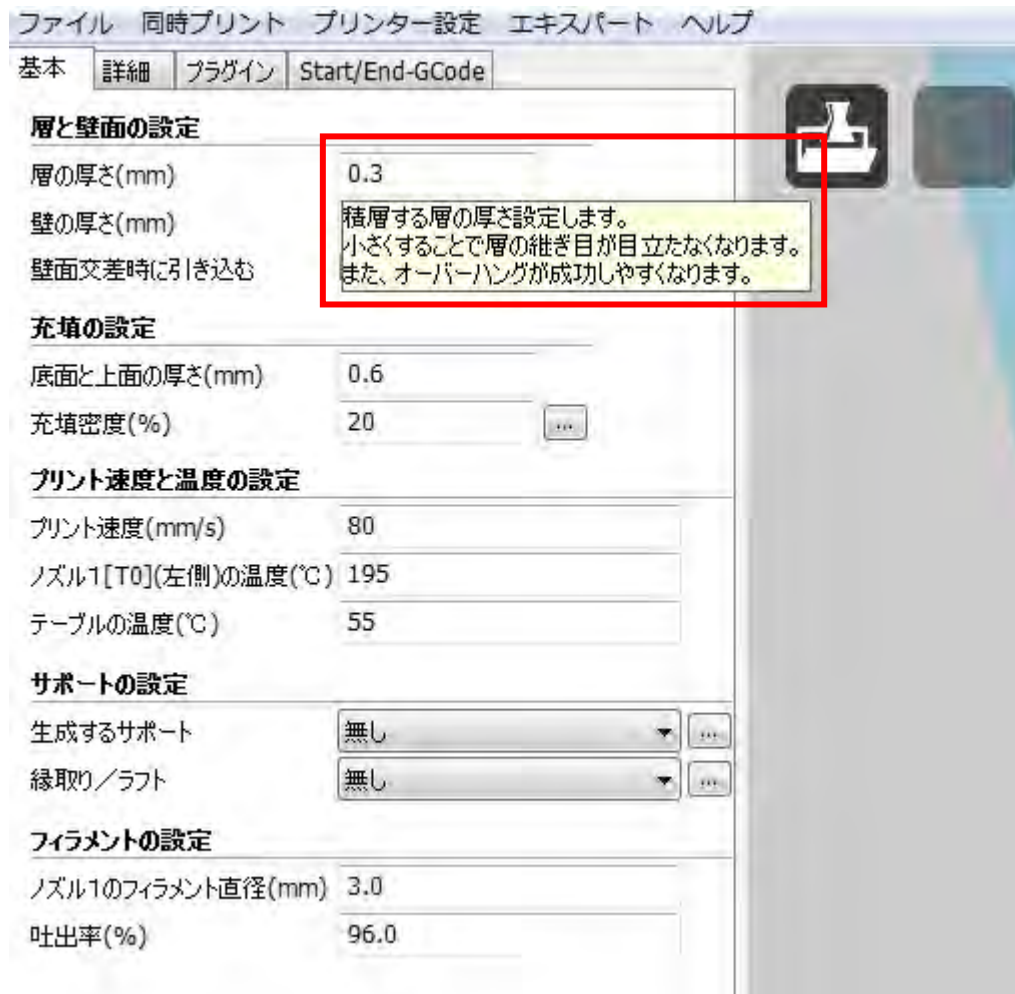 ファイル 同時プリント プリンター設定 エキスパート ヘルプ
基本 詳細 プラグイン Start/End-GCode
層と壁面の設定
層の厚さ(mm) 0.3
壁の厚さ(mm)
壁面交差時に引き込む
積層する層の厚さ設定します。
小さくすることで層の継ぎ目が目立たなくなります。
また、オーバーハングが成功しやすくなります。
充填の設定
底面と上面の厚さ(mm) 0.6
充填密度(%) 20 ...
プリント速度と温度の設定
プリント速度(mm/s) 80
ノズル1[T0](左側)の温度(℃) 195
テーブルの温度(℃) 55
サポートの設定
生成するサポート 無し ...
縁取り／ラフト 無し ...
フィラメントの設定
ノズル1のフィラメント直径(mm) 3.0
吐出率(%) 96.0